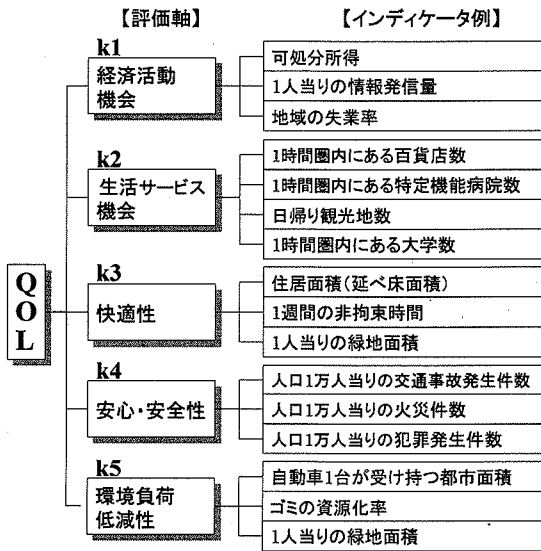 【評価軸】 【インディケータ例】
k1
経済活動
機会
可処分所得
1人当りの情報発信量
地域の失業率
k2
生活サービス
機会
1時間圏内にある百貨店数
1時間圏内にある特定機能病院数
日帰り観光地数
1時間圏内にある大学数
QOL
k3
快適性
住居面積(延べ床面積)
1週間の非拘束時間
1人当りの緑地面積
k4
安心・安全性
人口1万人当りの交通事故発生件数
人口1万人当りの火災件数
人口1万人当りの犯罪発生件数
k5
環境負荷
低減性
自動車1台が受け持つ都市面積
ゴミの資源化率
1人当りの緑地面積